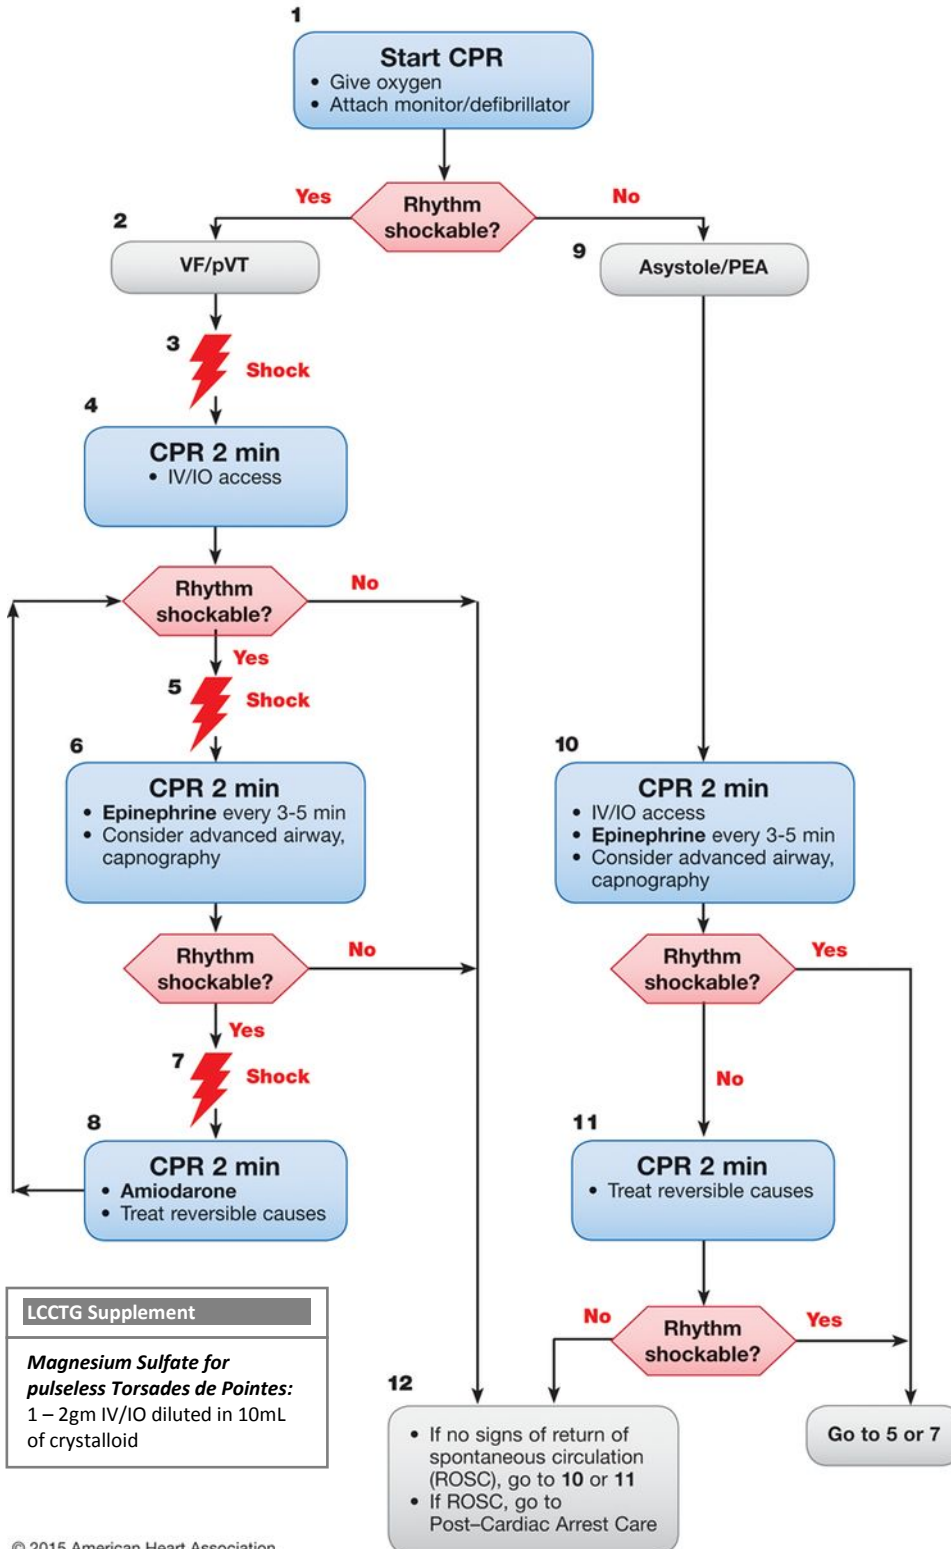 1
Start CPR
• Give oxygen
• Attach monitor/defibrillator
Rhythm
shockable?
Yes
No
2
VF/pVT
9
Asystole/PEA
3
Shock
4
CPR 2 min
• IV/IO access
Rhythm
shockable?
No
Yes
5
Shock
6
CPR 2 min
• Epinephrine every 3-5 min
• Consider advanced airway,
capnography
10
CPR 2 min
• IV/IO access
• Epinephrine every 3-5 min
• Consider advanced airway,
capnography
Rhythm
shockable?
No
Yes
Rhythm
shockable?
Yes
No
7
Shock
8
CPR 2 min
• Amiodarone
• Treat reversible causes
11
CPR 2 min
• Treat reversible causes
Rhythm
shockable?
No
Yes
LCCTG Supplement
Magnesium Sulfate for
pulseless Torsades de Pointes:
1 – 2gm IV/IO diluted in 10mL
of crystalloid
12
• If no signs of return of
spontaneous circulation
(ROSC), go to 10 or 11
• If ROSC, go to
Post–Cardiac Arrest Care
Go to 5 or 7
© 2015 American Heart Association